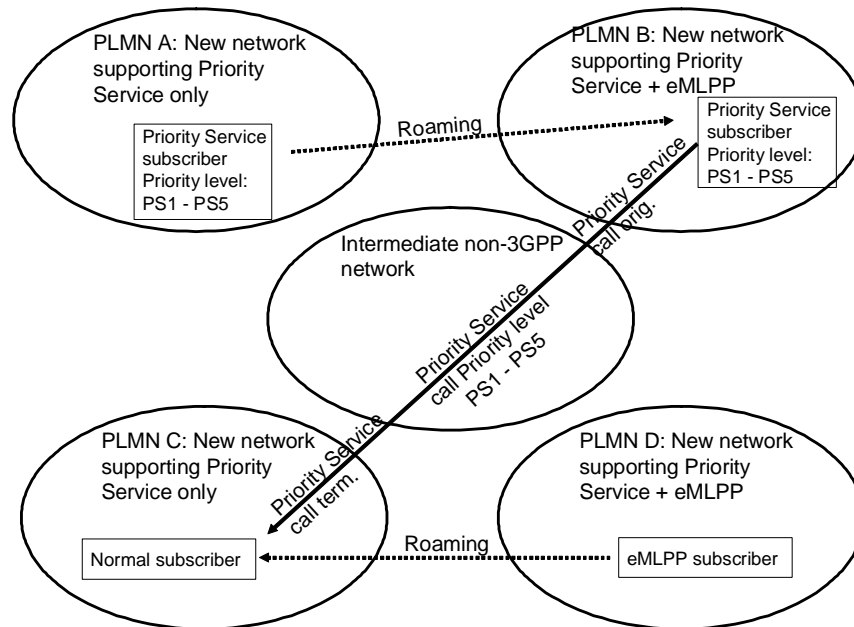 PLMN A: New network
supporting Priority
Service only
Priority Service
subscriber
Priority level:
PS1 - PS5
Roaming
PLMN B: New network
supporting Priority
Service + eMLPP
Priority Service
subscriber
Priority level:
PS1 - PS5
Priority Service
call orig.
Intermediate non-3GPP
network
Priority Service
call Priority level
PS1 - PS5
PLMN C: New network
supporting Priority
Service only
Priority Service
call term.
Normal subscriber
Roaming
PLMN D: New network
supporting Priority
Service + eMLPP
eMLPP subscriber